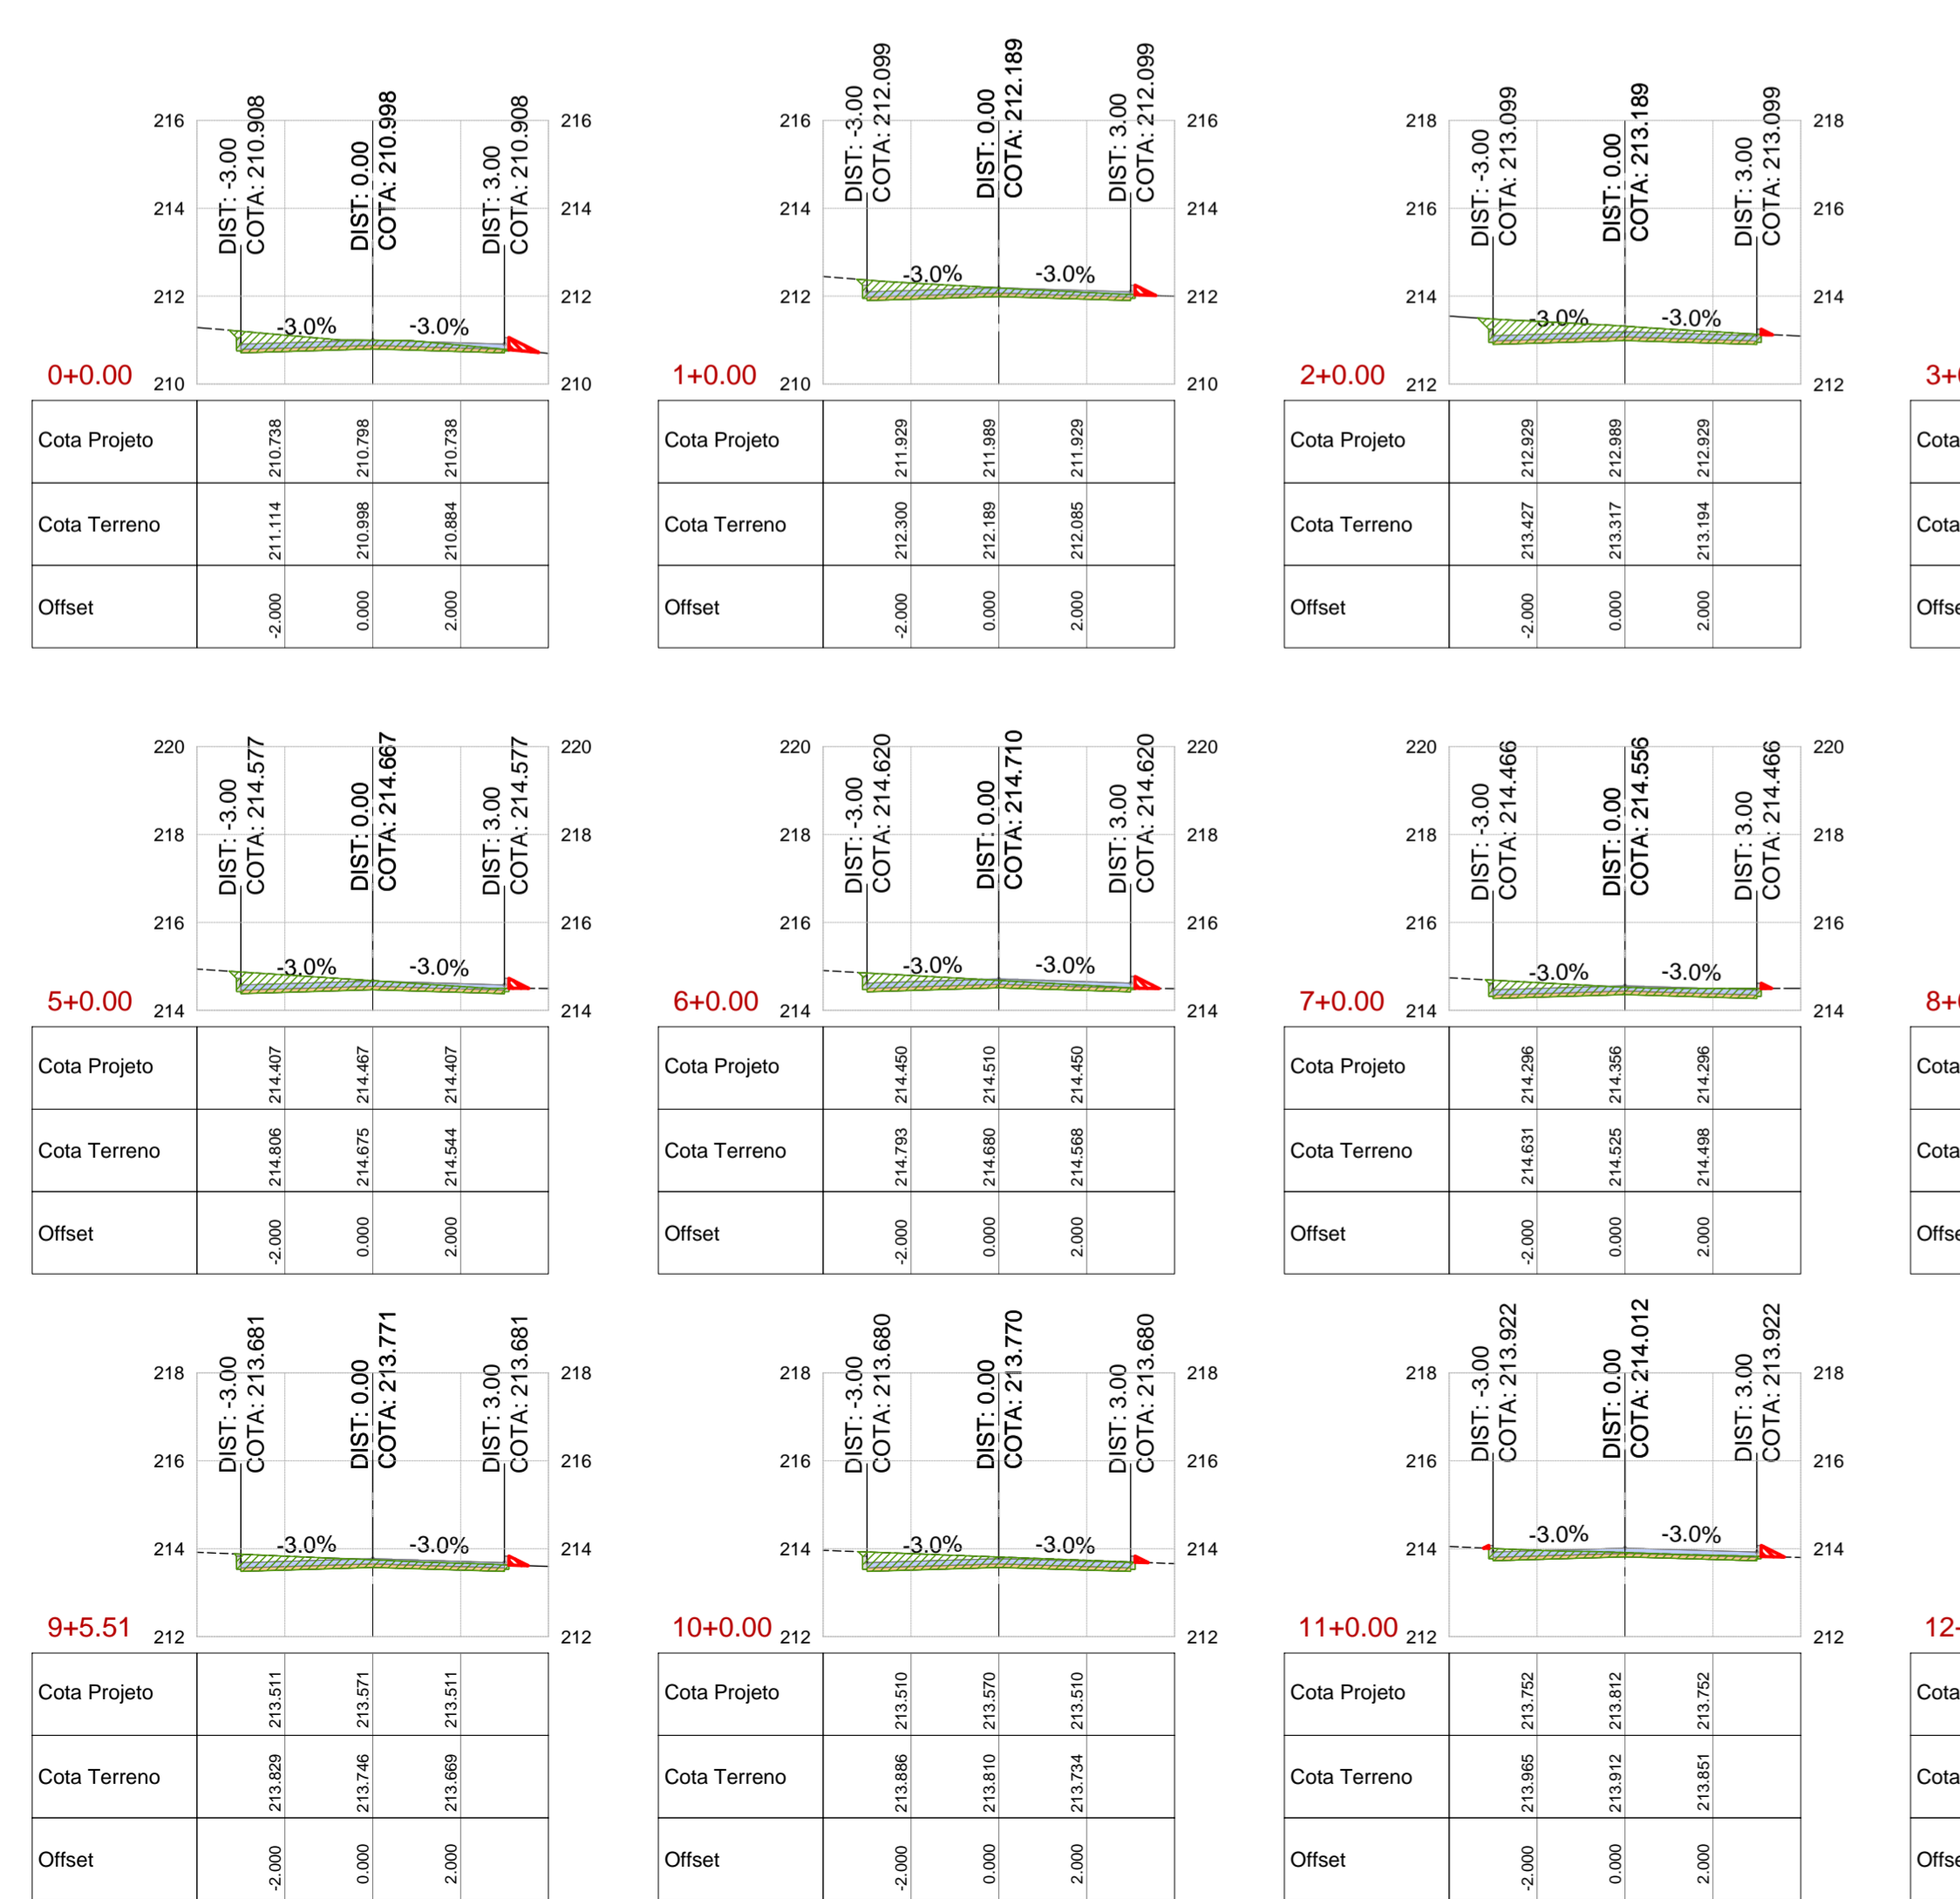 DIST: -3.00
COTA: 210.908
DIST: 0.00
COTA: 210.998
DIST: 3.00
COTA: 210.908
216 216
214 214
212 212
-3.0% -3.0%
0+0.00
210 210
Cota Projeto 210.738 210.798 210.738
Cota Terreno 211.114 210.998 210.884
Offset -2.000 0.000 2.000
DIST: -3.00
COTA: 212.099
DIST: 0.00
COTA: 212.189
DIST: 3.00
COTA: 212.099
216 216
214 214
-3.0% -3.0%
212 212
1+0.00
210 210
Cota Projeto 211.929 211.989 211.929
Cota Terreno 212.300 212.189 212.085
Offset -2.000 0.000 2.000
DIST: -3.00
COTA: 213.099
DIST: 0.00
COTA: 213.189
DIST: 3.00
COTA: 213.099
218 218
216 216
214 214
-3.0% -3.0%
2+0.00
212 212
Cota Projeto 212.929 212.989 212.929
Cota Terreno 213.427 213.317 213.194
Offset -2.000 0.000 2.000
DIST: -3.00
COTA: 214.577
DIST: 0.00
COTA: 214.667
DIST: 3.00
COTA: 214.577
220 220
218 218
216 216
-3.0% -3.0%
5+0.00
214 214
Cota Projeto 214.407 214.467 214.407
Cota Terreno 214.806 214.675 214.544
Offset -2.000 0.000 2.000
DIST: -3.00
COTA: 214.620
DIST: 0.00
COTA: 214.710
DIST: 3.00
COTA: 214.620
220 220
218 218
216 216
-3.0% -3.0%
6+0.00
214 214
Cota Projeto 214.450 214.510 214.450
Cota Terreno 214.793 214.680 214.568
Offset -2.000 0.000 2.000
DIST: -3.00
COTA: 214.466
DIST: 0.00
COTA: 214.556
DIST: 3.00
COTA: 214.466
220 220
218 218
216 216
-3.0% -3.0%
7+0.00
214 214
Cota Projeto 214.296 214.356 214.296
Cota Terreno 214.631 214.525 214.498
Offset -2.000 0.000 2.000
DIST: -3.00
COTA: 213.681
DIST: 0.00
COTA: 213.771
DIST: 3.00
COTA: 213.681
218 218
216 216
-3.0% -3.0%
214 214
9+5.51
212 212
Cota Projeto 213.511 213.571 213.511
Cota Terreno 213.829 213.746 213.669
Offset -2.000 0.000 2.000
DIST: -3.00
COTA: 213.680
DIST: 0.00
COTA: 213.770
DIST: 3.00
COTA: 213.680
218 218
216 216
-3.0% -3.0%
214 214
10+0.00
212 212
Cota Projeto 213.510 213.570 213.510
Cota Terreno 213.886 213.810 213.734
Offset -2.000 0.000 2.000
DIST: -3.00
COTA: 213.922
DIST: 0.00
COTA: 214.012
DIST: 3.00
COTA: 213.922
218 218
216 216
-3.0% -3.0%
214 214
11+0.00
212 212
Cota Projeto 213.752 213.812 213.752
Cota Terreno 213.965 213.912 213.851
Offset -2.000 0.000 2.000
Cota
Cota
Cota
Cota
Cota
Cota